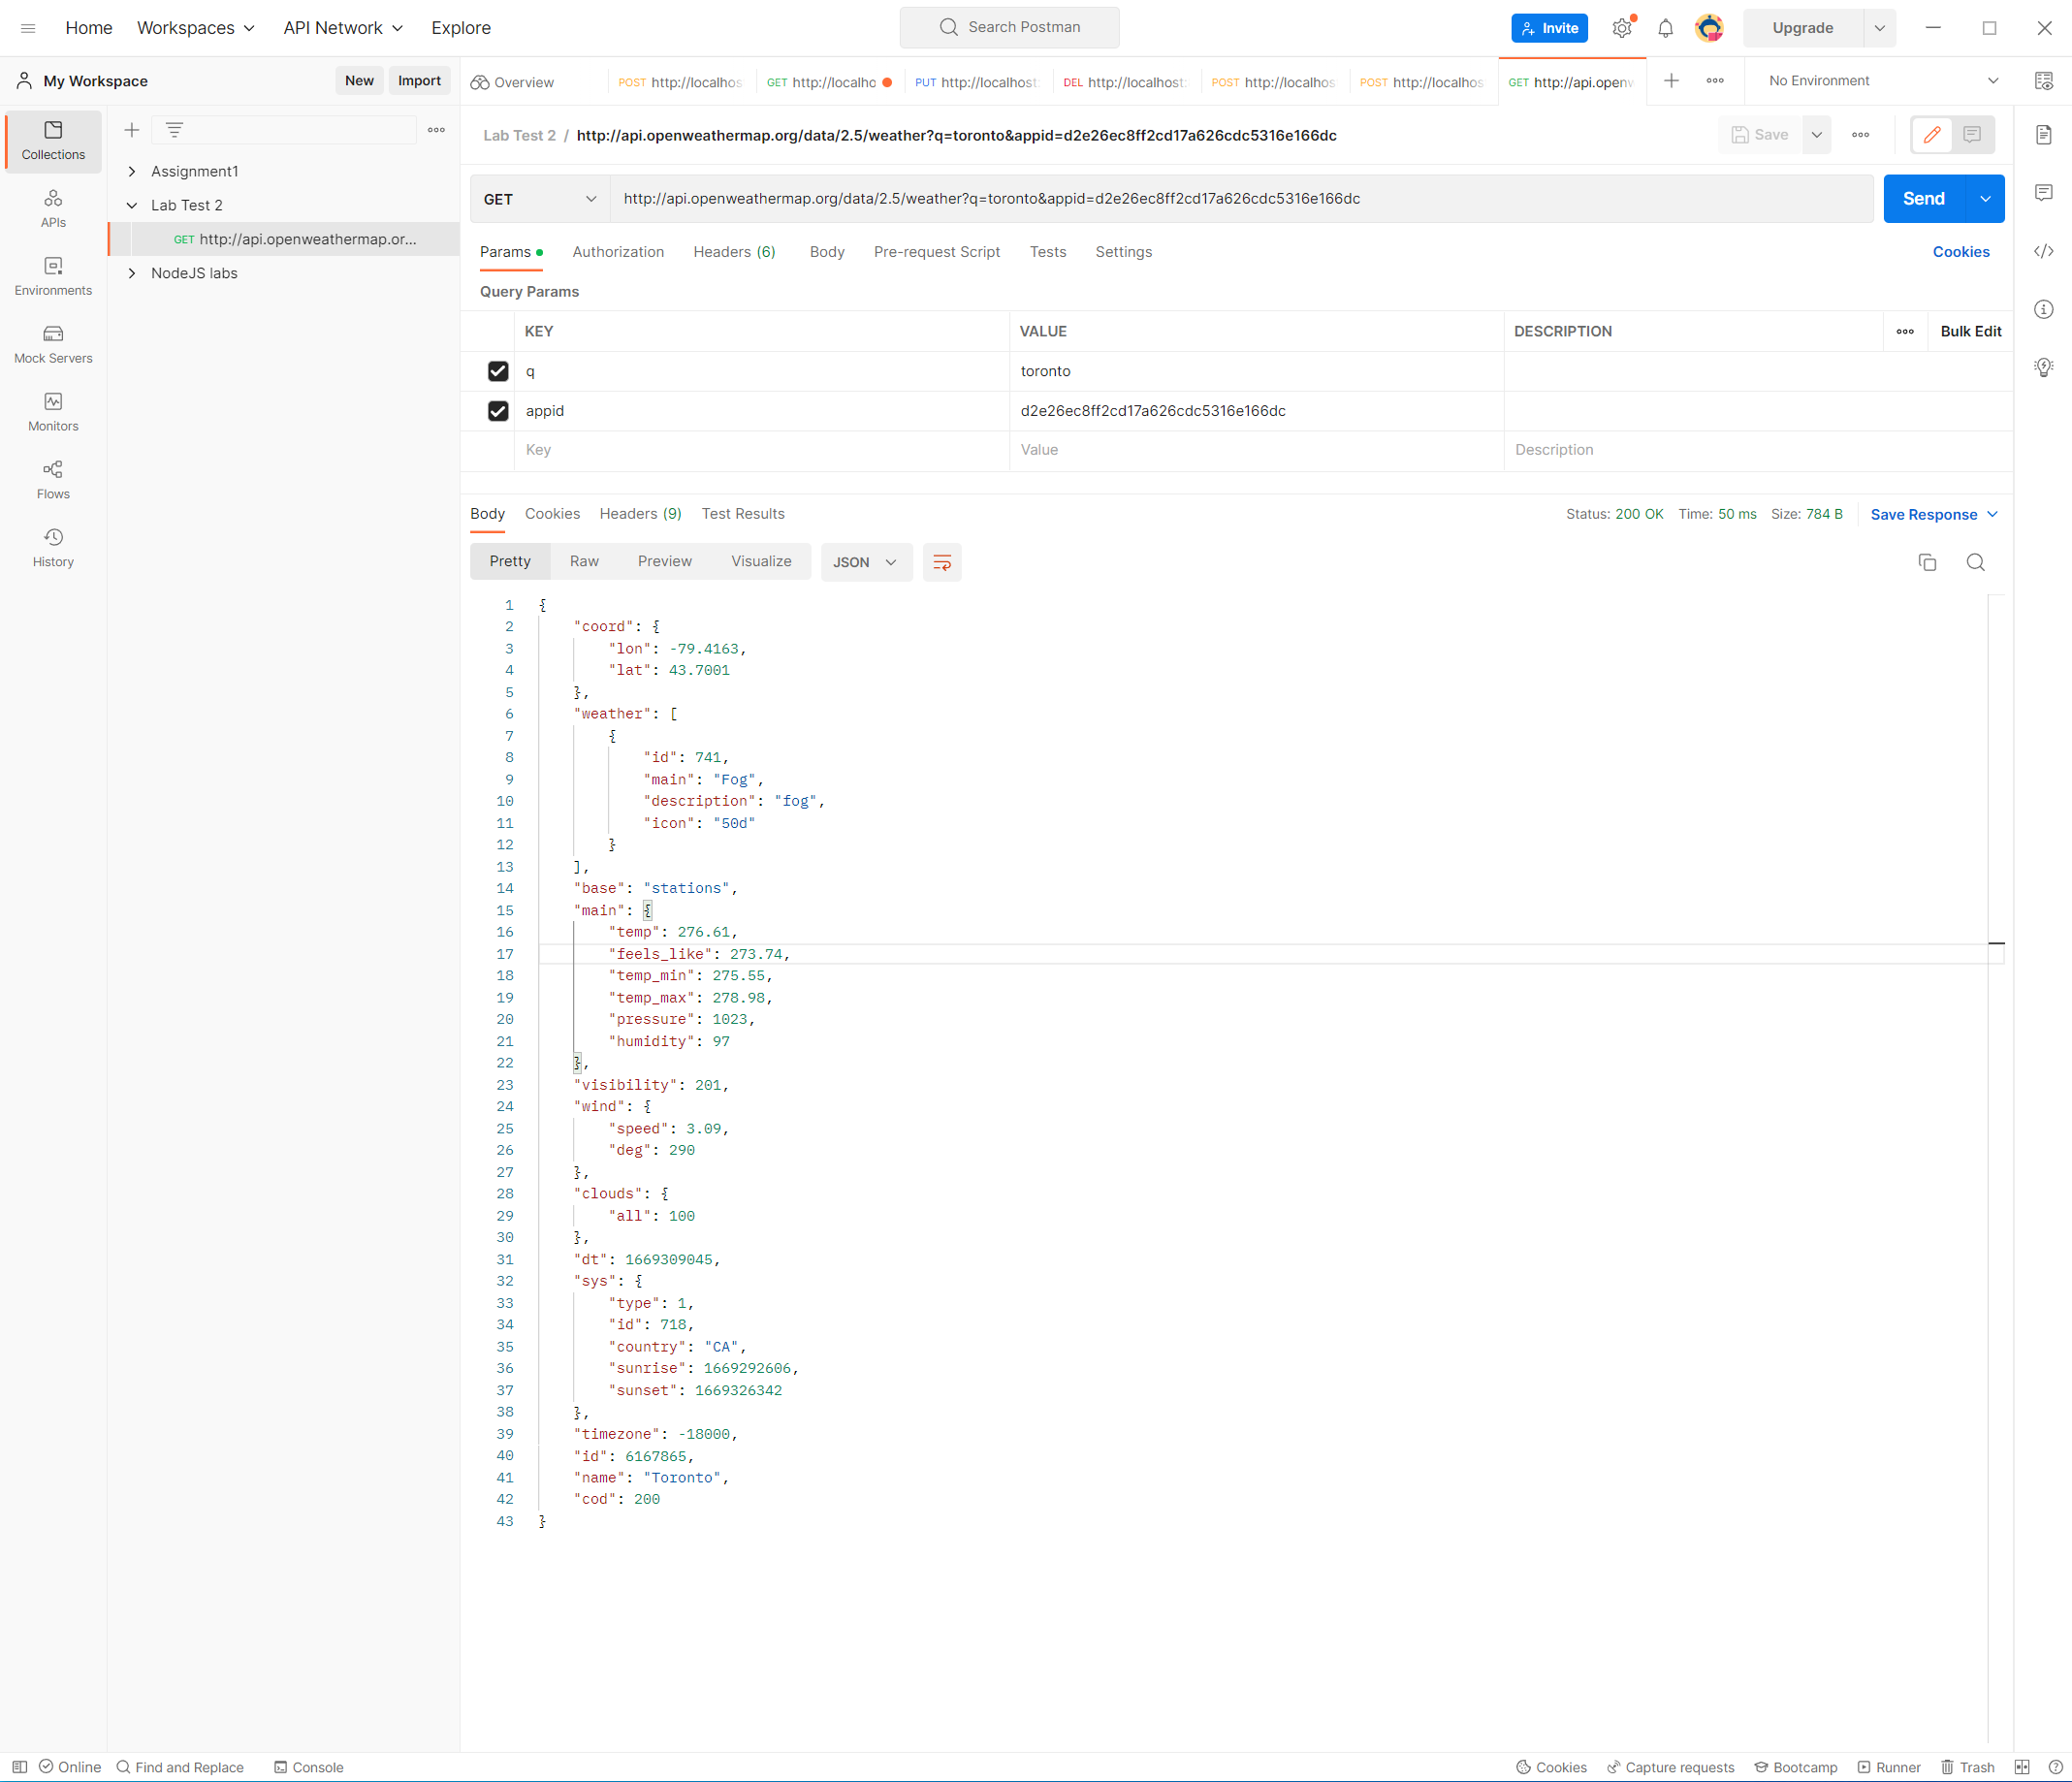 Home Workspaces API Network Explore Search Postman Invite Upgrade
My Workspace New Import Overview POST http://localhos GET http://localho PUT http://localhost: DEL http://localhost: POST http://localhos POST http://localhos GET http://api.openw No Environment
Collections
APIs
Environments
Mock Servers
Monitors
Flows
History
Assignment1
Lab Test 2
GET http://api.openweathermap.or...
NodeJS labs
Lab Test 2 / http://api.openweathermap.org/data/2.5/weather?q=toronto&appid=d2e26ec8ff2cd17a626cdc5316e166dc Save
GET http://api.openweathermap.org/data/2.5/weather?q=toronto&appid=d2e26ec8ff2cd17a626cdc5316e166dc Send
Params Authorization Headers (6) Body Pre-request Script Tests Settings Cookies
Query Params
KEY VALUE DESCRIPTION Bulk Edit
q toronto
appid d2e26ec8ff2cd17a626cdc5316e166dc
Key Value Description
Body Cookies Headers (9) Test Results Status: 200 OK Time: 50 ms Size: 784 B Save Response
Pretty Raw Preview Visualize JSON
1 {
2 "coord": {
3 "lon": -79.4163,
4 "lat": 43.7001
5 },
6 "weather": [
7 {
8 "id": 741,
9 "main": "Fog",
10 "description": "fog",
11 "icon": "50d"
12 }
13 ],
14 "base": "stations",
15 "main": {
16 "temp": 276.61,
17 "feels_like": 273.74,
18 "temp_min": 275.55,
19 "temp_max": 278.98,
20 "pressure": 1023,
21 "humidity": 97
22 },
23 "visibility": 201,
24 "wind": {
25 "speed": 3.09,
26 "deg": 290
27 },
28 "clouds": {
29 "all": 100
30 },
31 "dt": 1669309045,
32 "sys": {
33 "type": 1,
34 "id": 718,
35 "country": "CA",
36 "sunrise": 1669292606,
37 "sunset": 1669326342
38 },
39 "timezone": -18000,
40 "id": 6167865,
41 "name": "Toronto",
42 "cod": 200
43 }
Online Find and Replace Console Cookies Capture requests Bootcamp Runner Trash